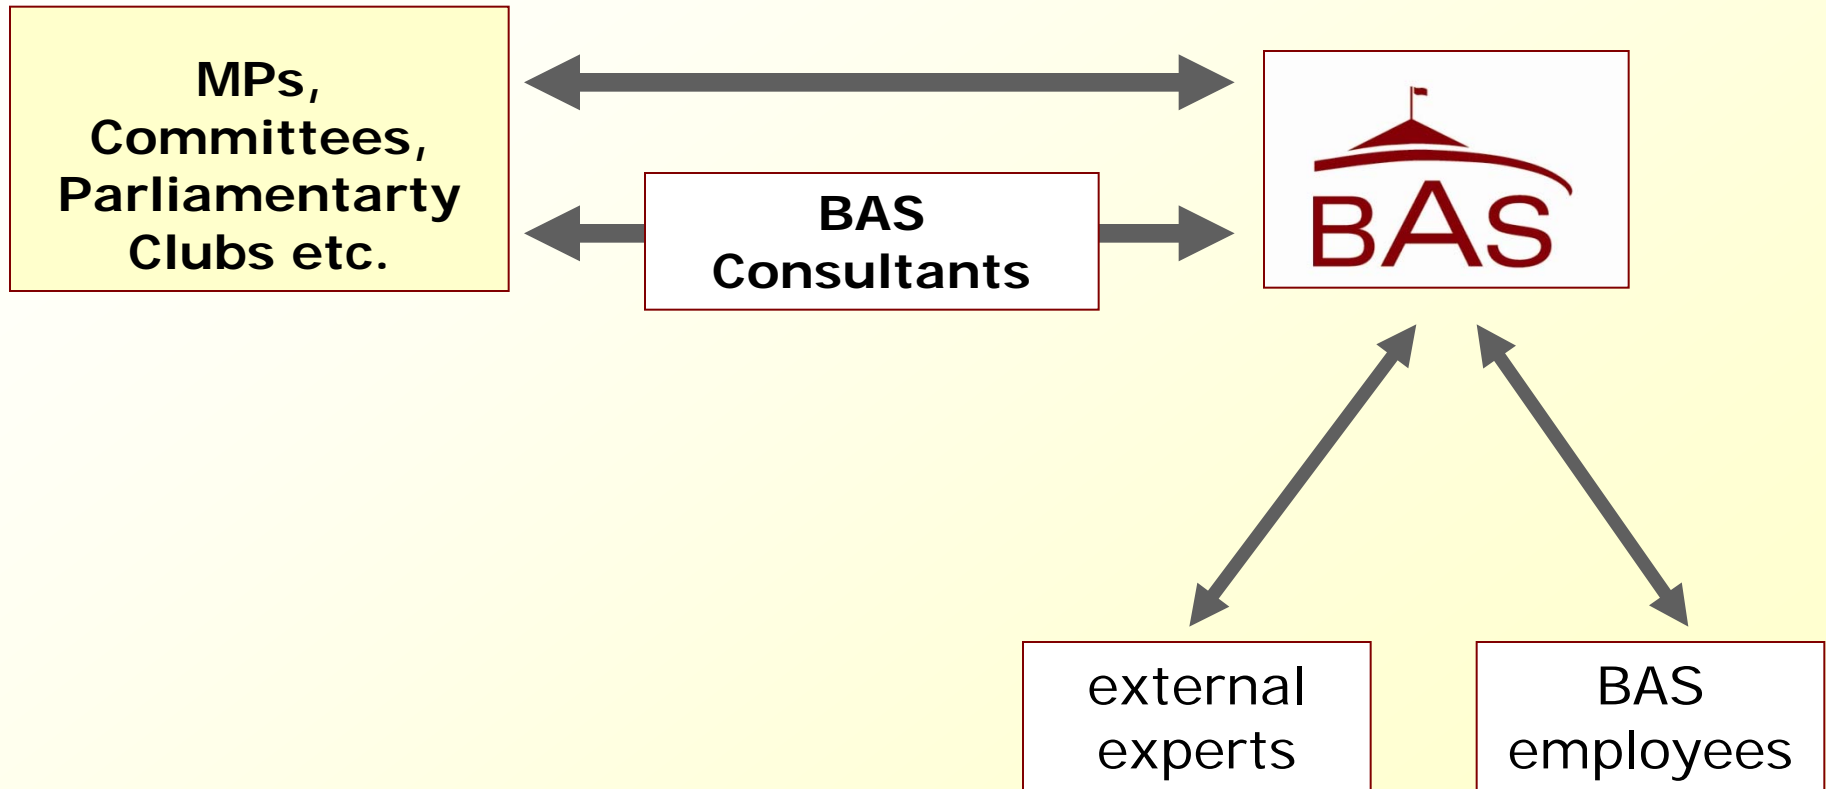 MPs,
Committees,
Parliamentarty
Clubs etc.
BAS
Consultants
BAS
external
experts
BAS
employees